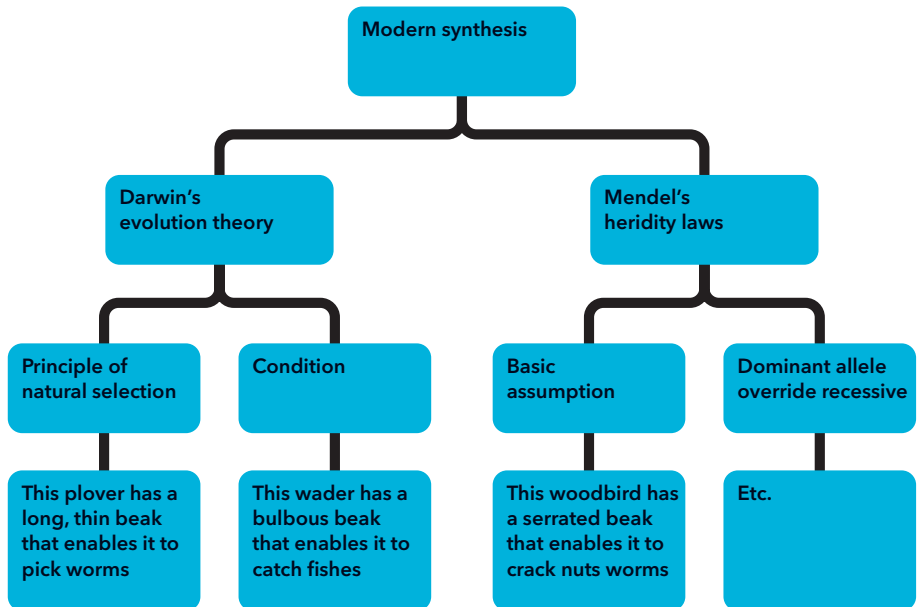 Modern synthesis
Darwin‘s
evolution theory
Mendel‘s
heridity laws
Principle of
natural selection
Condition
Basic
assumption
Dominant allele
override recessive
This plover has a
long, thin beak
that enables it to
pick worms
This wader has a
bulbous beak
that enables it to
catch fishes
This woodbird has
a serrated beak
that enables it to
crack nuts worms
Etc.